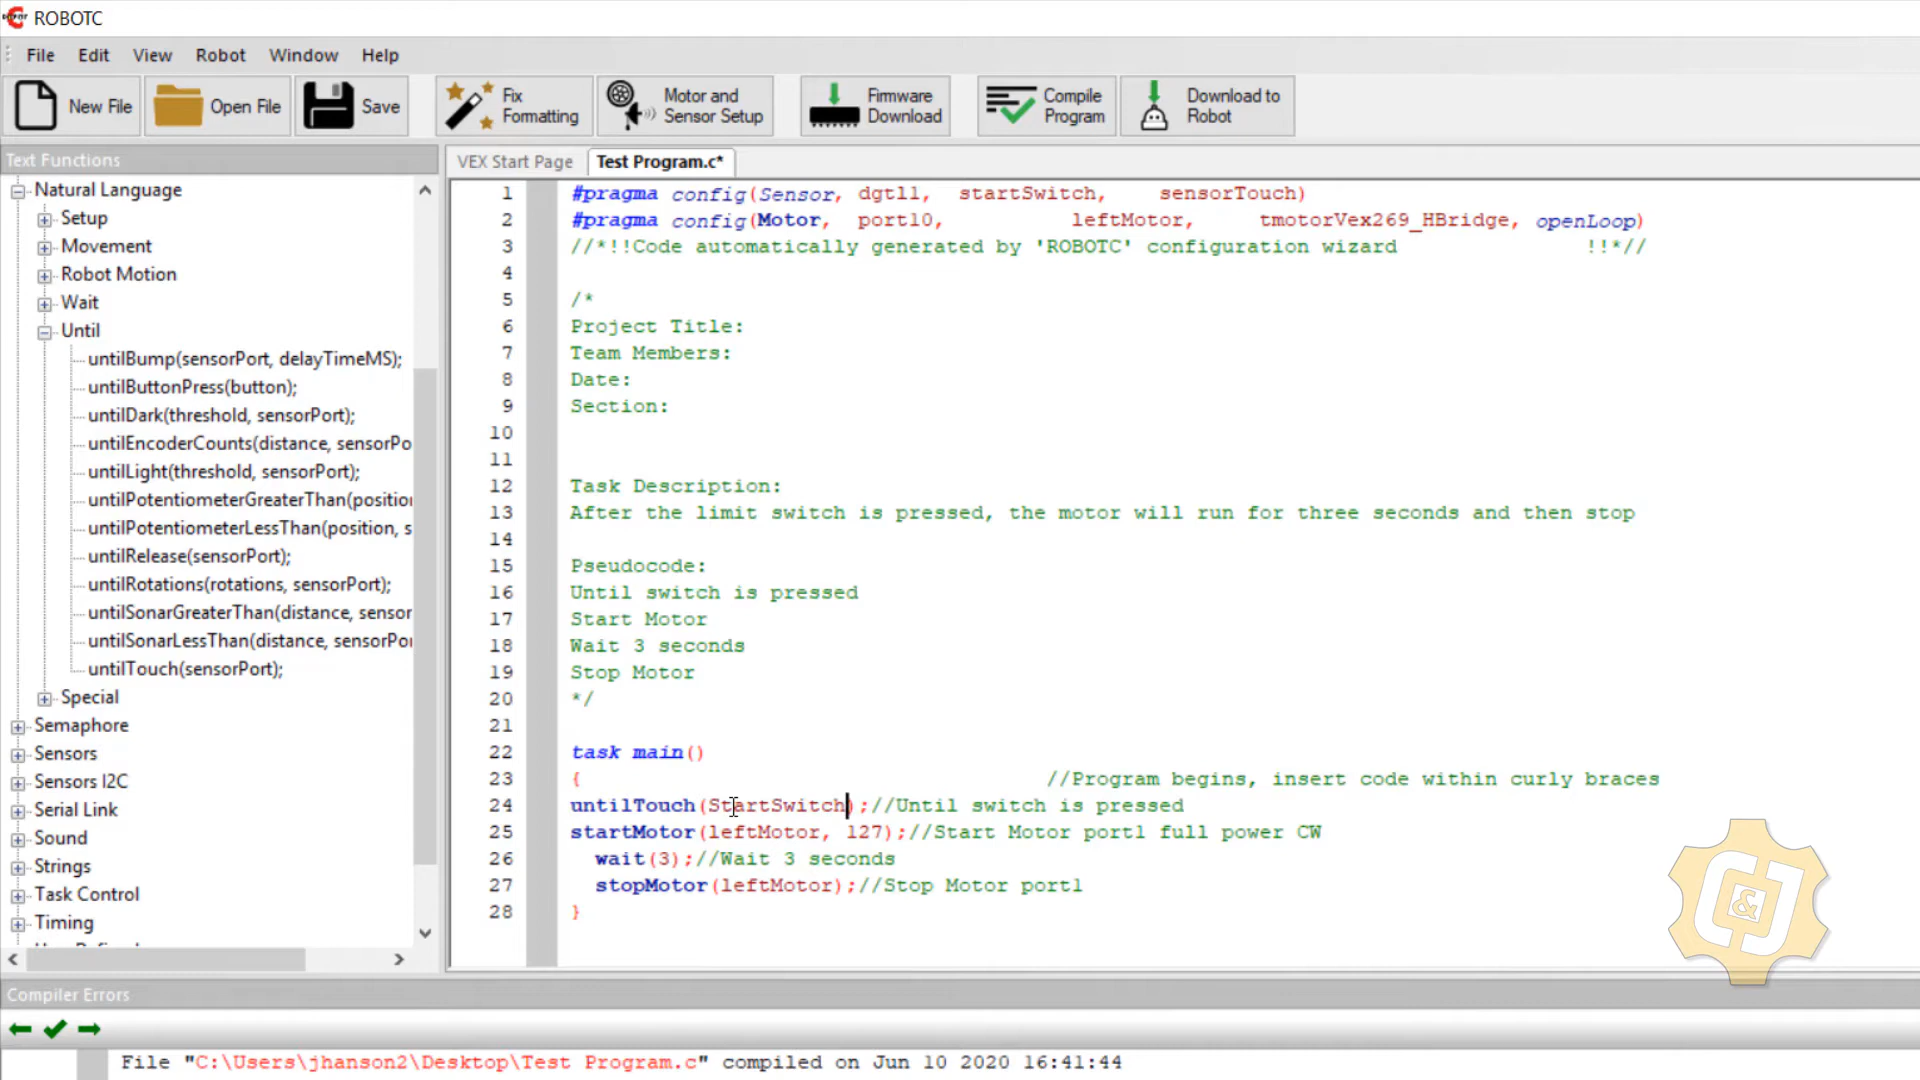 ROBOTC
File Edit View Robot Window Help
New File Open File Save Fix Formatting Motor and Sensor Setup Firmware Download Compile Program Download to Robot
Text Functions
Natural Language
Setup
Movement
Robot Motion
Wait
Until
untilBump(sensorPort, delayTimeMS);
untilButtonPress(button);
untilDark(threshold, sensorPort);
untilEncoderCounts(distance, sensorPo
untilLight(threshold, sensorPort);
untilPotentiometerGreaterThan(position
untilPotentiometerLessThan(position, s
untilRelease(sensorPort);
untilRotations(rotations, sensorPort);
untilSonarGreaterThan(distance, sensor
untilSonarLessThan(distance, sensorPor
untilTouch(sensorPort);
Special
Semaphore
Sensors
Sensors I2C
Serial Link
Sound
Strings
Task Control
Timing
VEX Start Page Test Program.c*
1 #pragma config(Sensor, dgtl1, startSwitch, sensorTouch)
2 #pragma config(Motor, port10, leftMotor, tmotorVex269_HBridge, openLoop)
3 //*!!Code automatically generated by 'ROBOTC' configuration wizard !!*//
4
5 /*
6 Project Title:
7 Team Members:
8 Date:
9 Section:
10
11
12 Task Description:
13 After the limit switch is pressed, the motor will run for three seconds and then stop
14
15 Pseudocode:
16 Until switch is pressed
17 Start Motor
18 Wait 3 seconds
19 Stop Motor
20 */
21
22 task main()
23 { //Program begins, insert code within curly braces
24 untilTouch(StartSwitch);//Until switch is pressed
25 startMotor(leftMotor, 127);//Start Motor port1 full power CW
26 wait(3);//Wait 3 seconds
27 stopMotor(leftMotor);//Stop Motor port1
28 }
&
Compiler Errors
File "C:\Users\jhanson2\Desktop\Test Program.c" compiled on Jun 10 2020 16:41:44